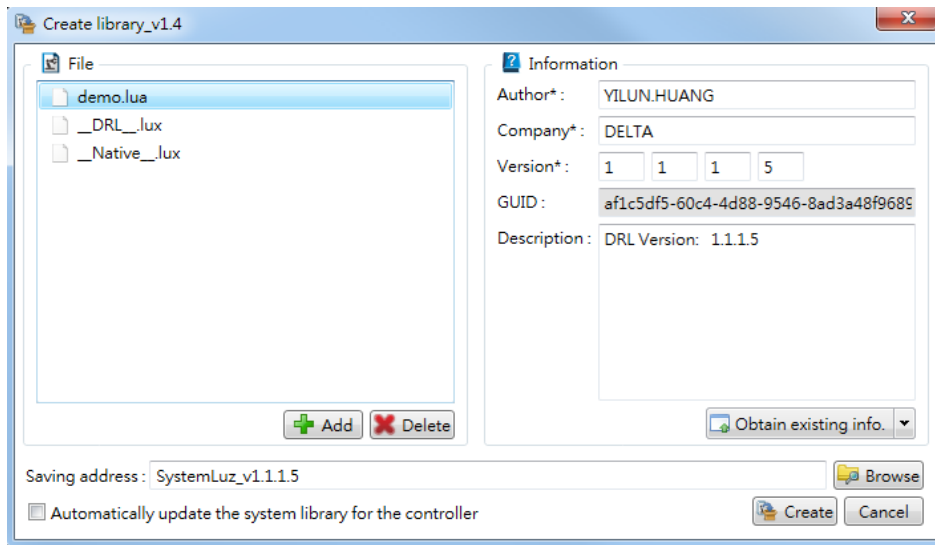 Create library_v1.4
File
demo.lua
__DRL__.lux
__Native__.lux
Add
Delete
Information
Author* : YILUN.HUANG
Company* : DELTA
Version* : 1 1 1 5
GUID : af1c5df5-60c4-4d88-9546-8ad3a48f9689
Description : DRL Version: 1.1.1.5
Obtain existing info.
Saving address : SystemLuz_v1.1.1.5
Browse
Automatically update the system library for the controller
Create
Cancel